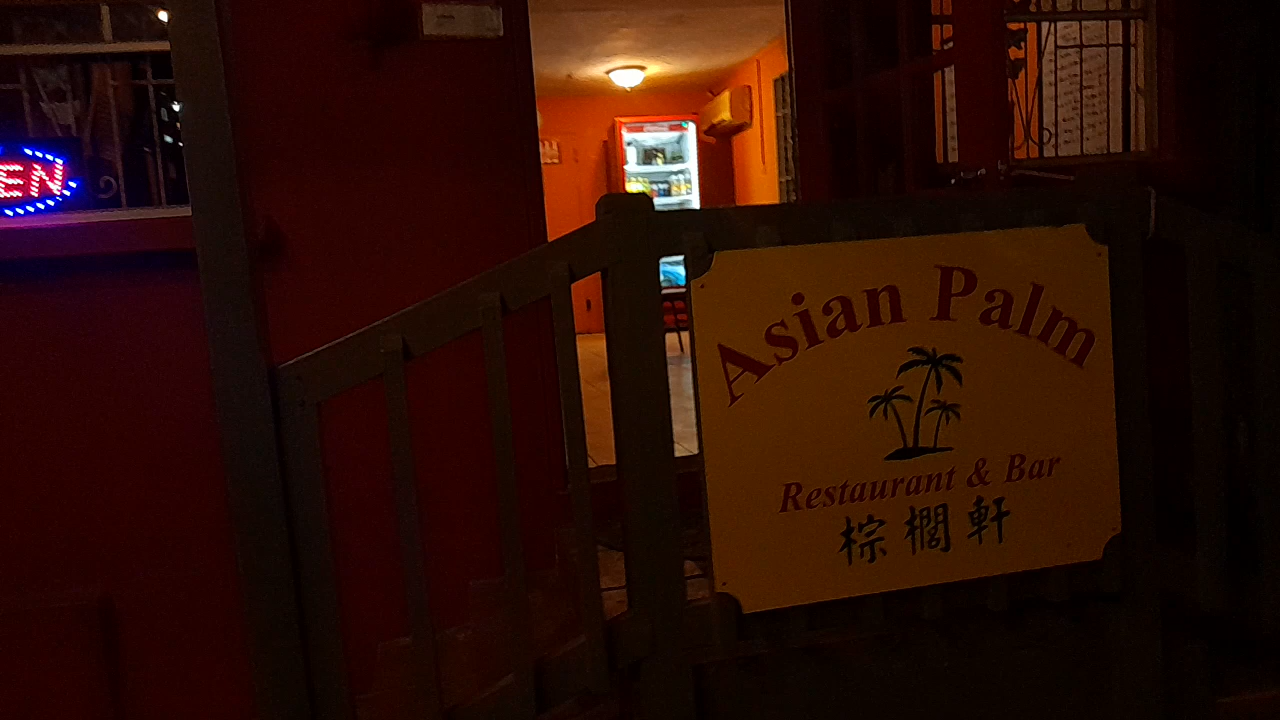 EN
Asian Palm
Restaurant & Bar
棕櫚軒